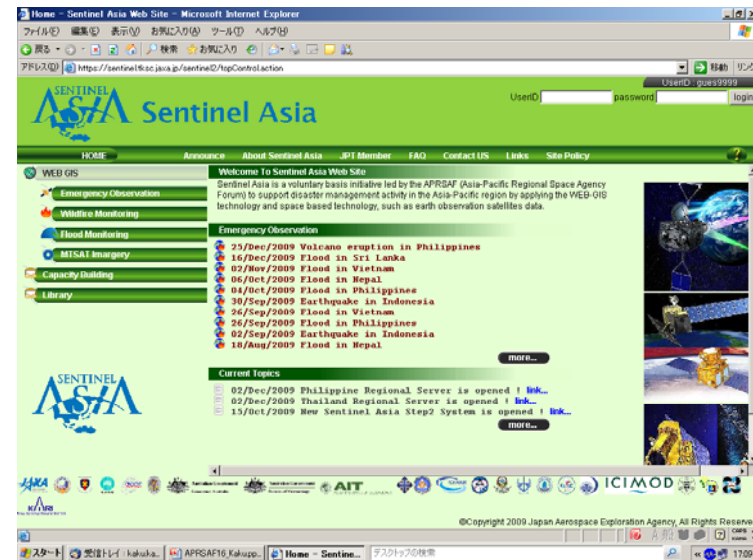 Home - Sentinel Asia Web Site - Microsoft Internet Explorer
ファイル(F) 編集(E) 表示(V) お気に入り(A) ツール(T) ヘルプ(H)
戻る 検索 お気に入り
アドレス(D) https://sentinel.tksc.jaxa.jp/sentinel2/topControl.action 移動 リンク
UserID : gues9999
SENTINEL ASIA Sentinel Asia UserID password login
HOME Announce About Sentinel Asia JPT Member FAQ Contact US Links Site Policy ?
WEB GIS
Emergency Observation
Wildfire Monitoring
Flood Monitoring
MTSAT Imargery
Capacity Building
Library
SENTINEL ASIA
Welcome To Sentinel Asia Web Site
Sentinel Asia is a voluntary basis initiative led by the APRSAF (Asia-Pacific Regional Space Agency
Forum) to support disaster management activity in the Asia-Pacific region by applying the WEB-GIS
technology and space based technology, such as earth observation satellites data.
Emergency Observation
25/Dec/2009 Volcano eruption in Philippines
16/Dec/2009 Flood in Sri Lanka
02/Nov/2009 Flood in Vietnam
06/Oct/2009 Flood in Nepal
04/Oct/2009 Flood in Philippines
30/Sep/2009 Earthquake in Indonesia
26/Sep/2009 Flood in Vietnam
26/Sep/2009 Flood in Philippines
02/Sep/2009 Earthquake in Indonesia
18/Aug/2009 Flood in Nepal
more...
Current Topics
02/Dec/2009 Philippine Regional Server is opened ! link...
02/Dec/2009 Thailand Regional Server is opened ! link...
15/Oct/2009 New Sentinel Asia Step2 System is opened ! link...
more...
JAXA AIT ICIMOD
KARI
©Copyright 2009 Japan Aerospace Exploration Agency, All Rights Reserve
スタート 受信トレイ - kakuka.. APRSAF16_Kakupp.. Home - Sentine... デスクトップの検索 17:00